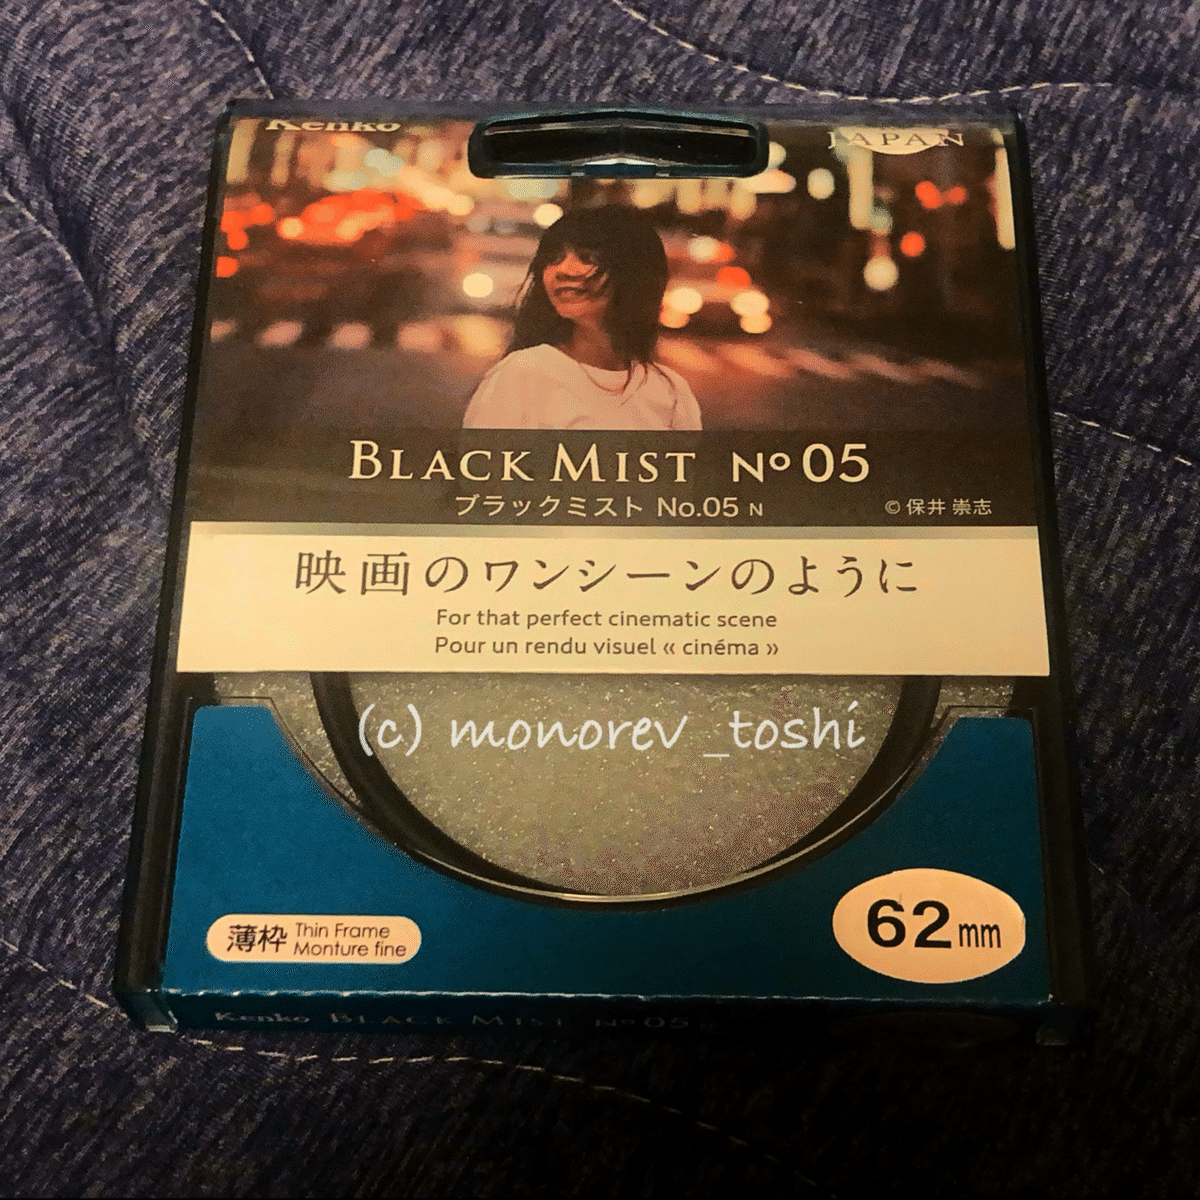 Kenko
JAPAN
BLACK MIST No 05
ブラックミスト No.05 N
© 保井 崇志
映画のワンシーンのように
For that perfect cinematic scene
Pour un rendu visuel « cinéma »
(c) monorev_toshi
薄枠 Thin Frame
Monture fine
62mm
Kenko BLACK MIST No 05 N